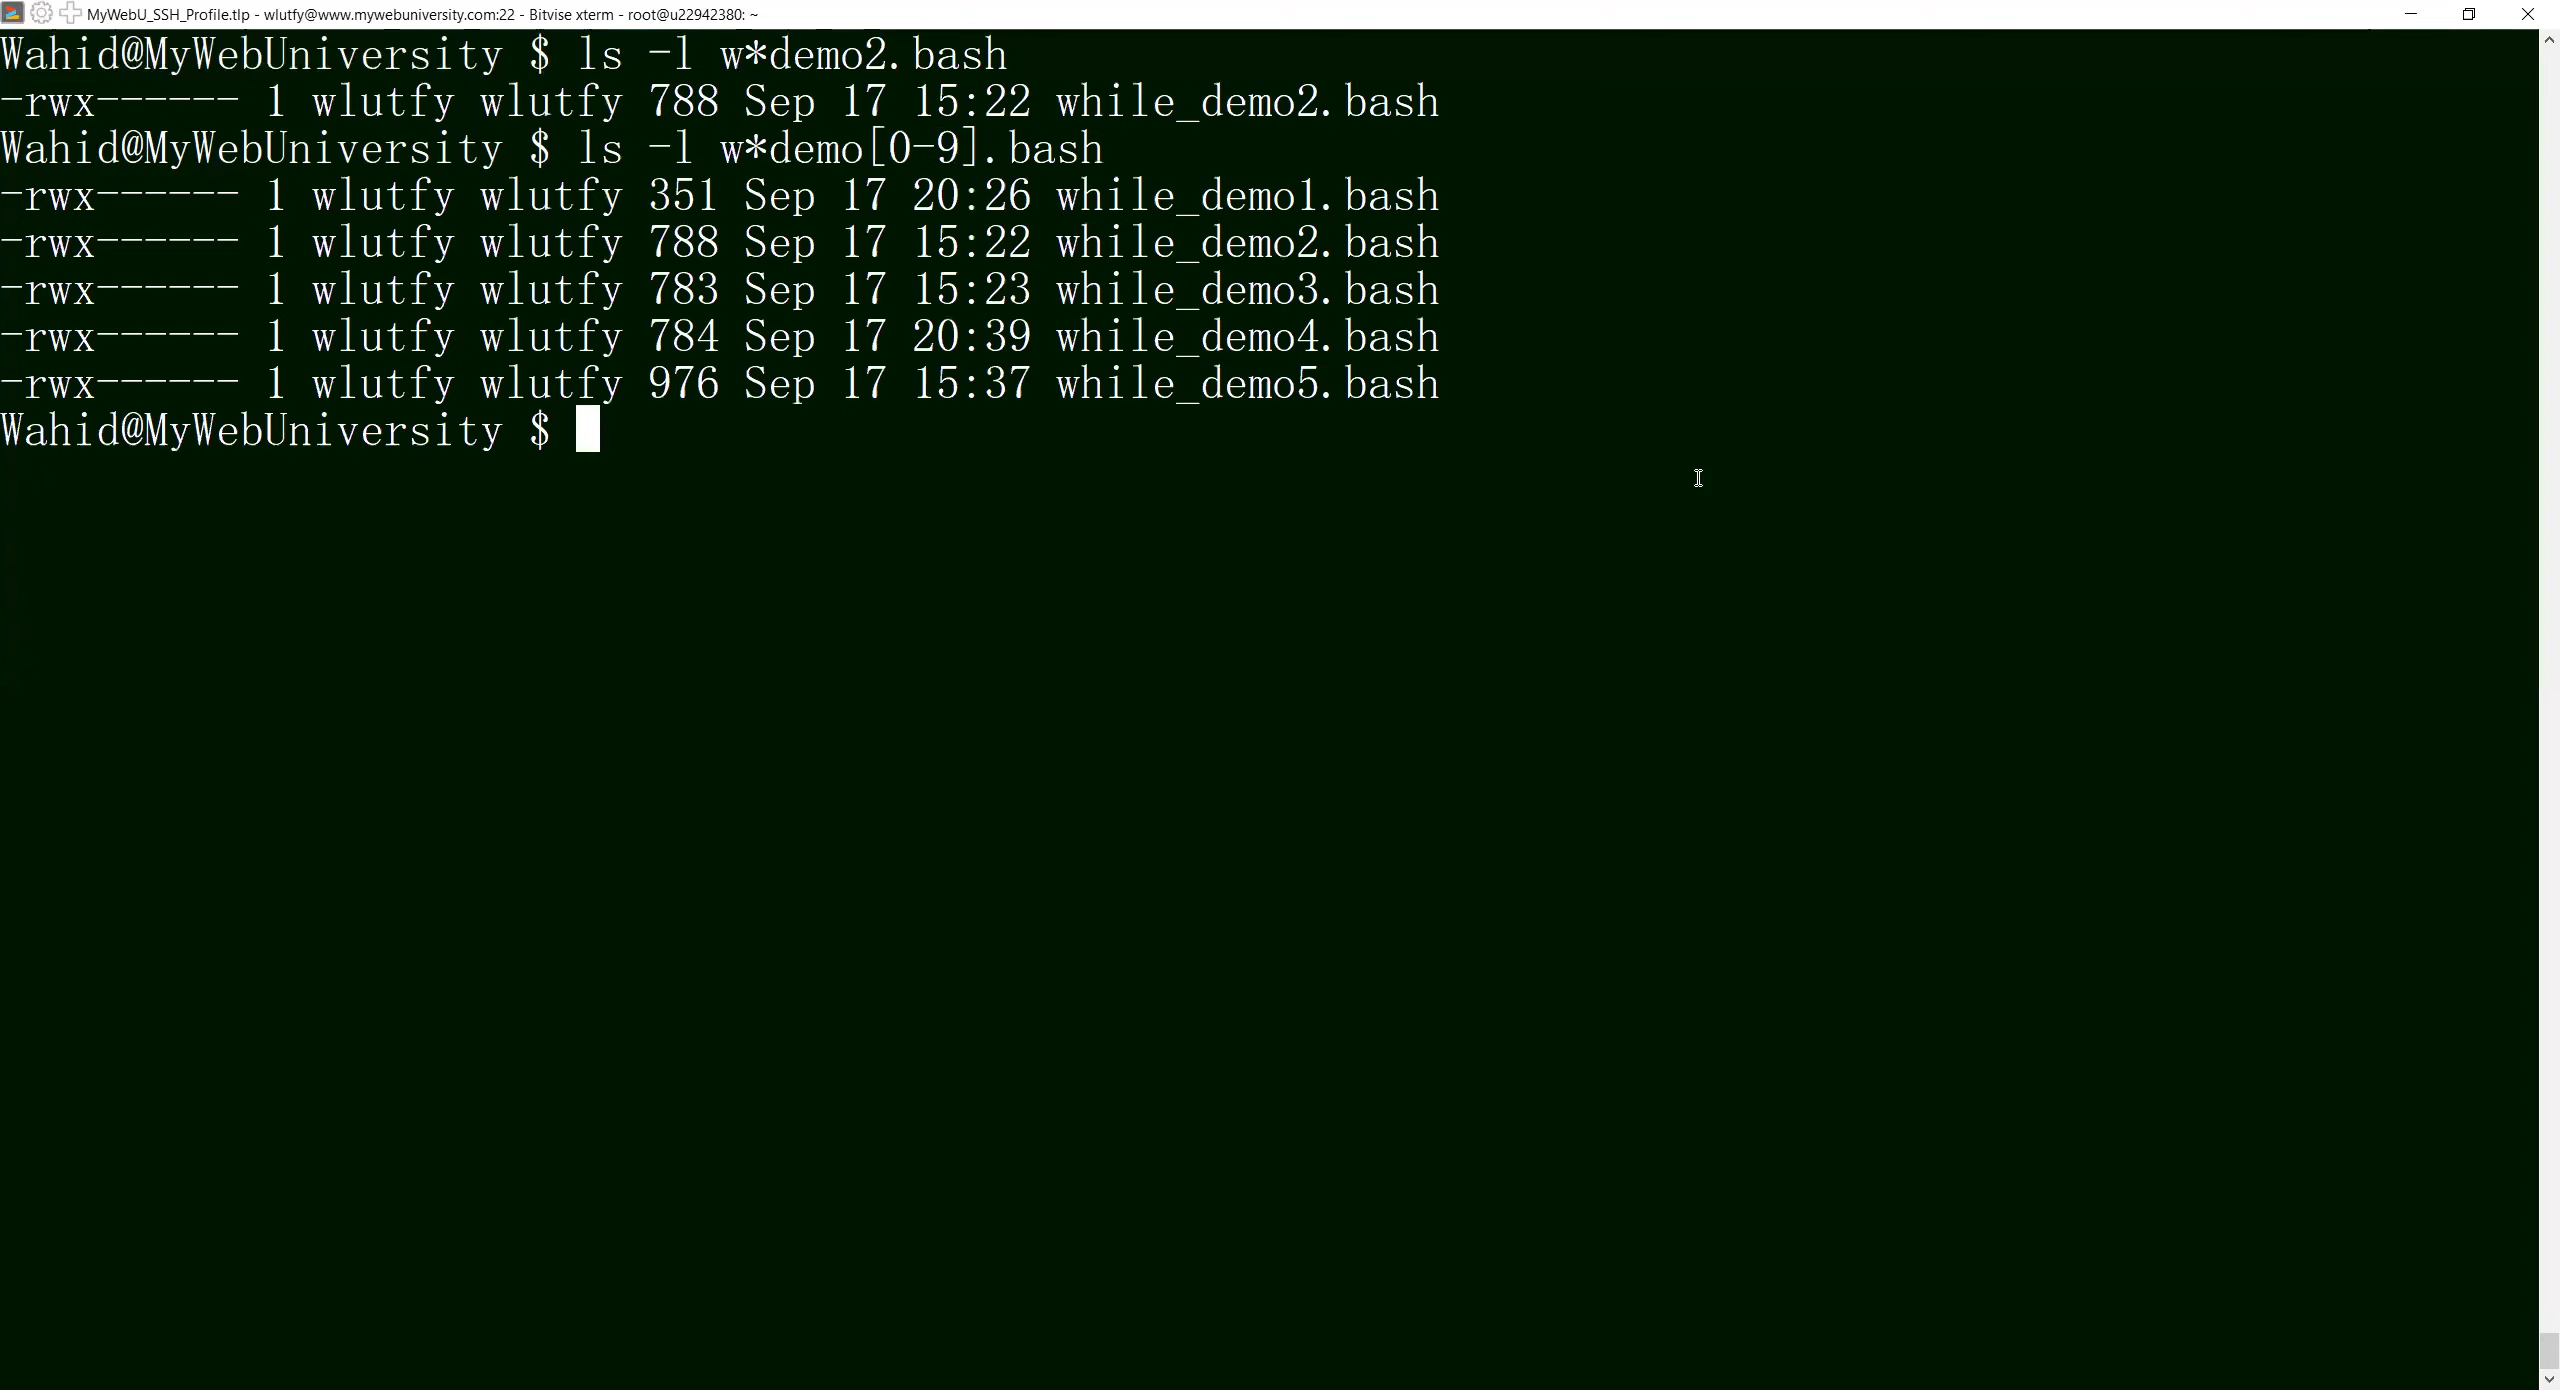 MyWebU_SSH_Profile.tlp - wlutfy@www.mywebuniversity.com:22 - Bitvise xterm - root@u22942380: ~
Wahid@MyWebUniversity $ ls -l w*demo2.bash
-rwx------ 1 wlutfy wlutfy 788 Sep 17 15:22 while_demo2.bash
Wahid@MyWebUniversity $ ls -l w*demo[0-9].bash
-rwx------ 1 wlutfy wlutfy 351 Sep 17 20:26 while_demo1.bash
-rwx------ 1 wlutfy wlutfy 788 Sep 17 15:22 while_demo2.bash
-rwx------ 1 wlutfy wlutfy 783 Sep 17 15:23 while_demo3.bash
-rwx------ 1 wlutfy wlutfy 784 Sep 17 20:39 while_demo4.bash
-rwx------ 1 wlutfy wlutfy 976 Sep 17 15:37 while_demo5.bash
Wahid@MyWebUniversity $